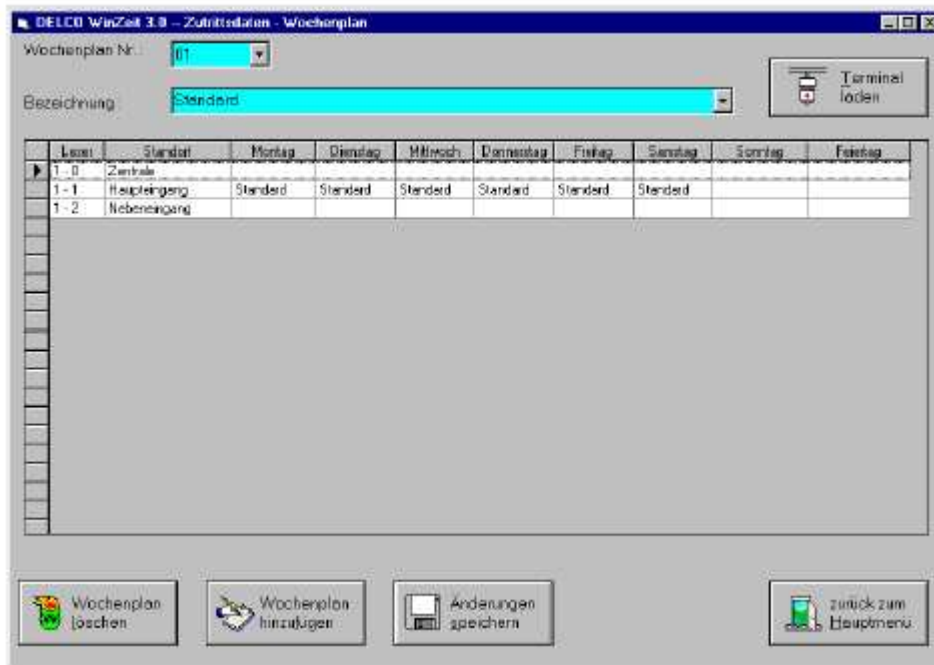 DELCO WinZeit 3.0 -- Zutrittsdaten - Wochenplan
Wochenplan Nr.: 01
Terminal
laden
Bezeichnung Standard
Leser Standort Montag Dienstag Mittwoch Donnerstag Freitag Samstag Sonntag Feiertag
1 - 0 Zentrale
1 - 1 Haupteingang Standard Standard Standard Standard Standard Standard
1 - 2 Nebeneingang
Wochenplan
löschen
Wochenplan
hinzufügen
Änderungen
speichern
zurück zum
Hauptmenü